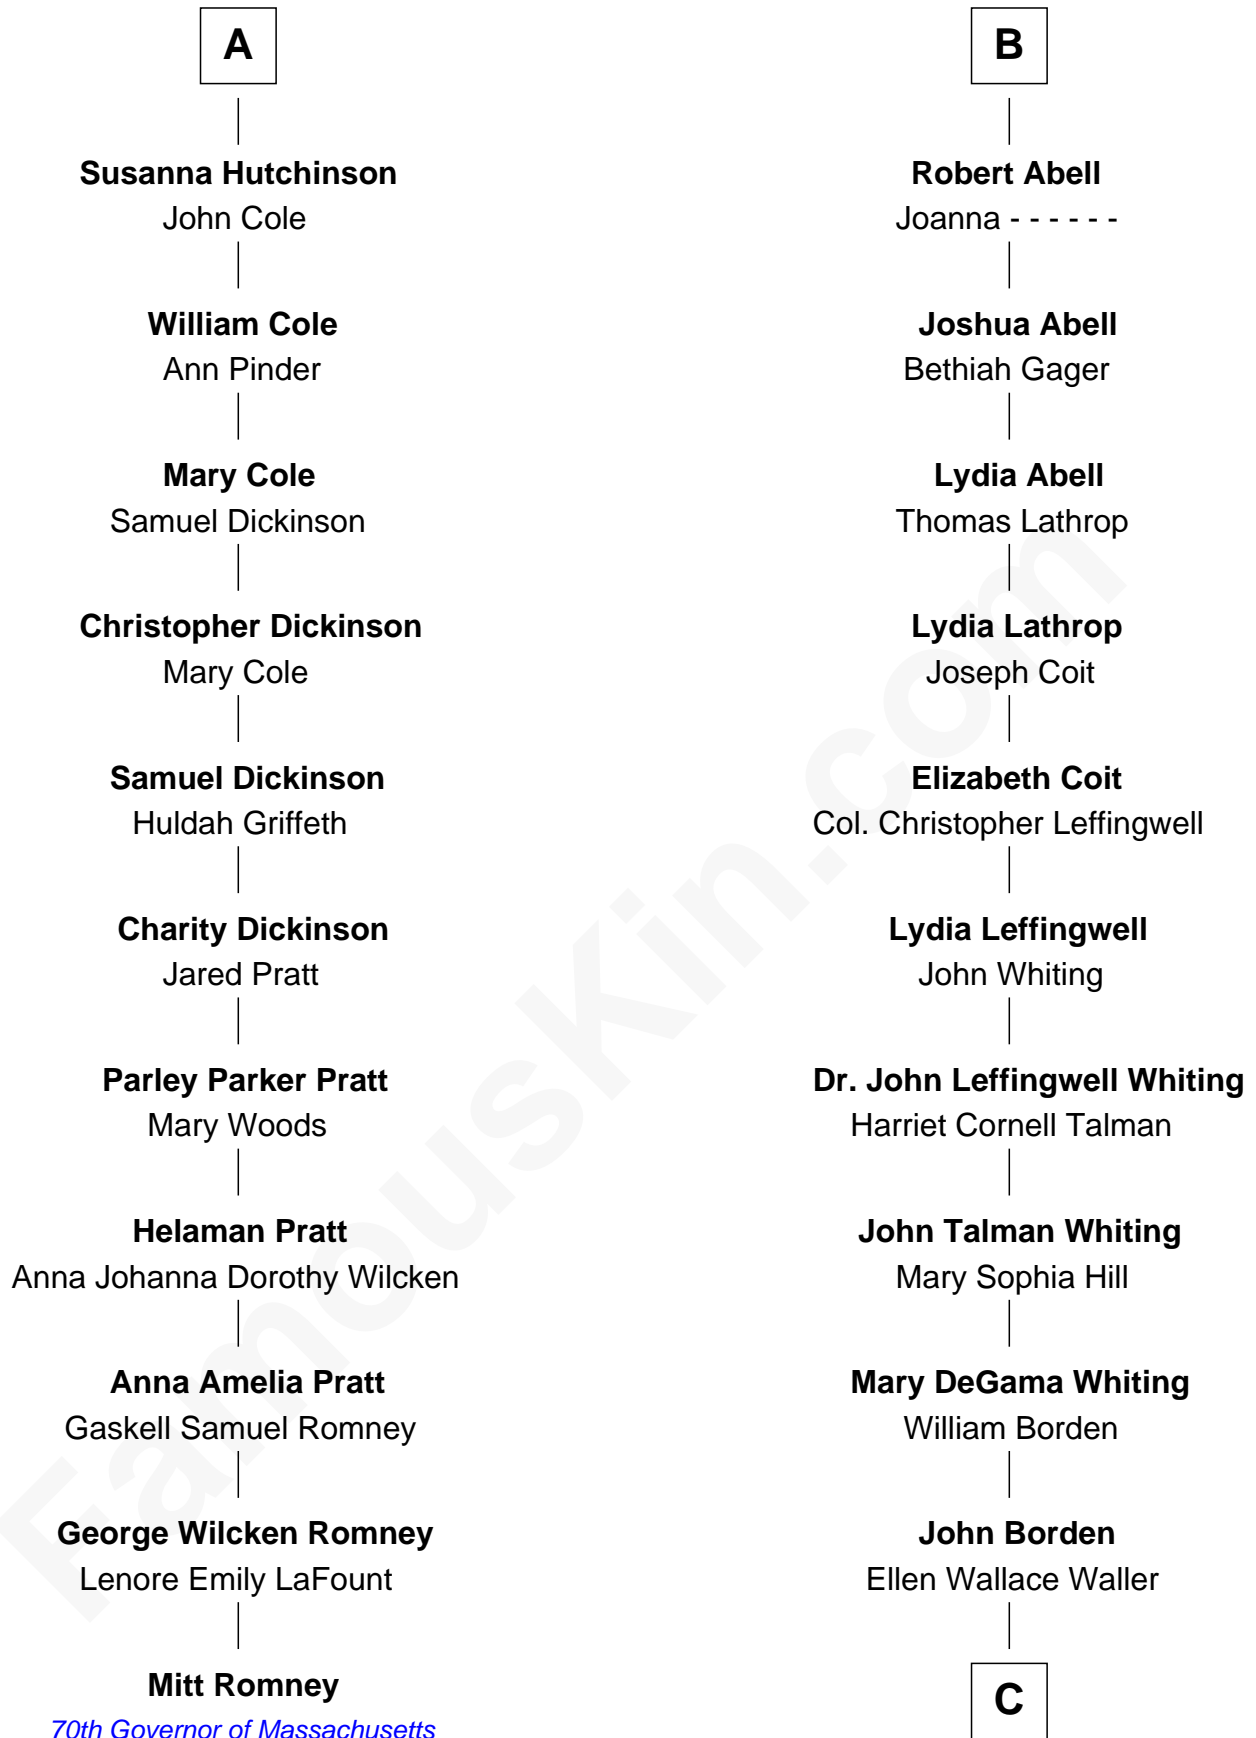 A
Susanna Hutchinson
John Cole
William Cole
Ann Pinder
Mary Cole
Samuel Dickinson
Christopher Dickinson
Mary Cole
Samuel Dickinson
Huldah Griffeth
Charity Dickinson
Jared Pratt
Parley Parker Pratt
Mary Woods
Helaman Pratt
Anna Johanna Dorothy Wilcken
Anna Amelia Pratt
Gaskell Samuel Romney
George Wilcken Romney
Lenore Emily LaFount
Mitt Romney
70th Governor of Massachusetts
B
Robert Abell
Joanna - - - - - -
Joshua Abell
Bethiah Gager
Lydia Abell
Thomas Lathrop
Lydia Lathrop
Joseph Coit
Elizabeth Coit
Col. Christopher Leffingwell
Lydia Leffingwell
John Whiting
Dr. John Leffingwell Whiting
Harriet Cornell Talman
John Talman Whiting
Mary Sophia Hill
Mary DeGama Whiting
William Borden
John Borden
Ellen Wallace Waller
C
FamousKin.com